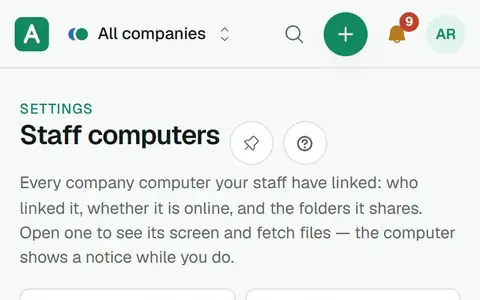 A
All companies
9
AR
SETTINGS
Staff computers
Every company computer your staff have linked: who
linked it, whether it is online, and the folders it shares.
Open one to see its screen and fetch files — the computer
shows a notice while you do.